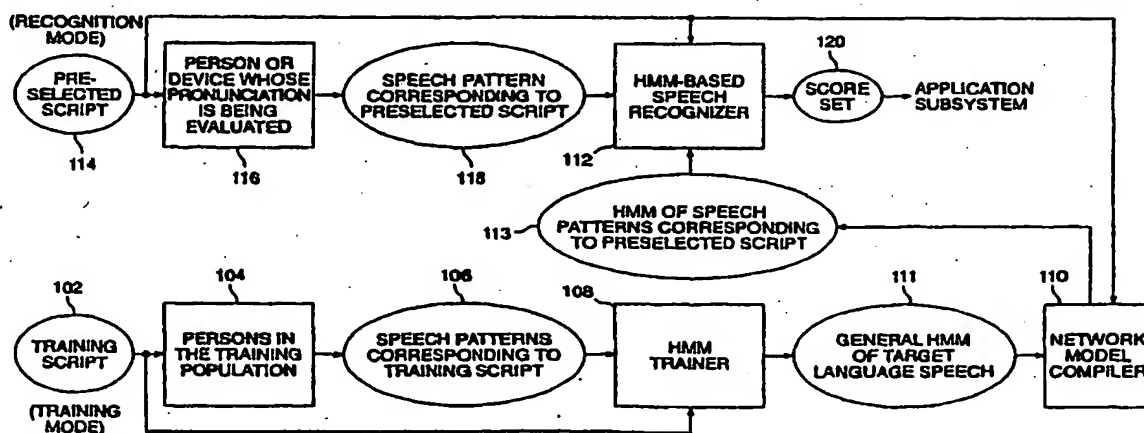 (RECOGNITION
MODE)
PRE-
SELECTED
SCRIPT
114
PERSON OR
DEVICE WHOSE
PRONUNCIATION
IS BEING
EVALUATED
116
SPEECH PATTERN
CORRESPONDING TO
PRESELECTED SCRIPT
118
HMM-BASED
SPEECH
RECOGNIZER
112
120
SCORE
SET
APPLICATION
SUBSYSTEM
113
HMM OF SPEECH
PATTERNS CORRESPONDING
TO PRESELECTED SCRIPT
102
TRAINING
SCRIPT
(TRAINING
MODE)
104
PERSONS IN
THE TRAINING
POPULATION
106
SPEECH PATTERNS
CORRESPONDING TO
TRAINING SCRIPT
108
HMM
TRAINER
111
GENERAL HMM
OF TARGET
LANGUAGE SPEECH
110
NETWORK
MODEL
COMPILER